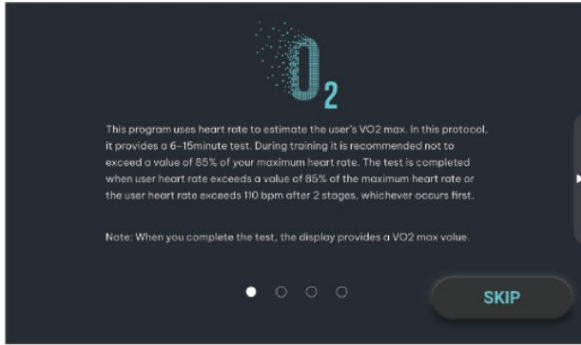 O2
This program uses heart rate to estimate the user's VO2 max. In this protocol,
it provides a 6-15minute test. During training it is recommended not to
exceed a value of 85% of your maximum heart rate. The test is completed
when user heart rate exceeds a value of 85% of the maximum heart rate or
the user heart rate exceeds 110 bpm after 2 stages, whichever occurs first.
Note: When you complete the test, the display provides a VO2 max value.
SKIP